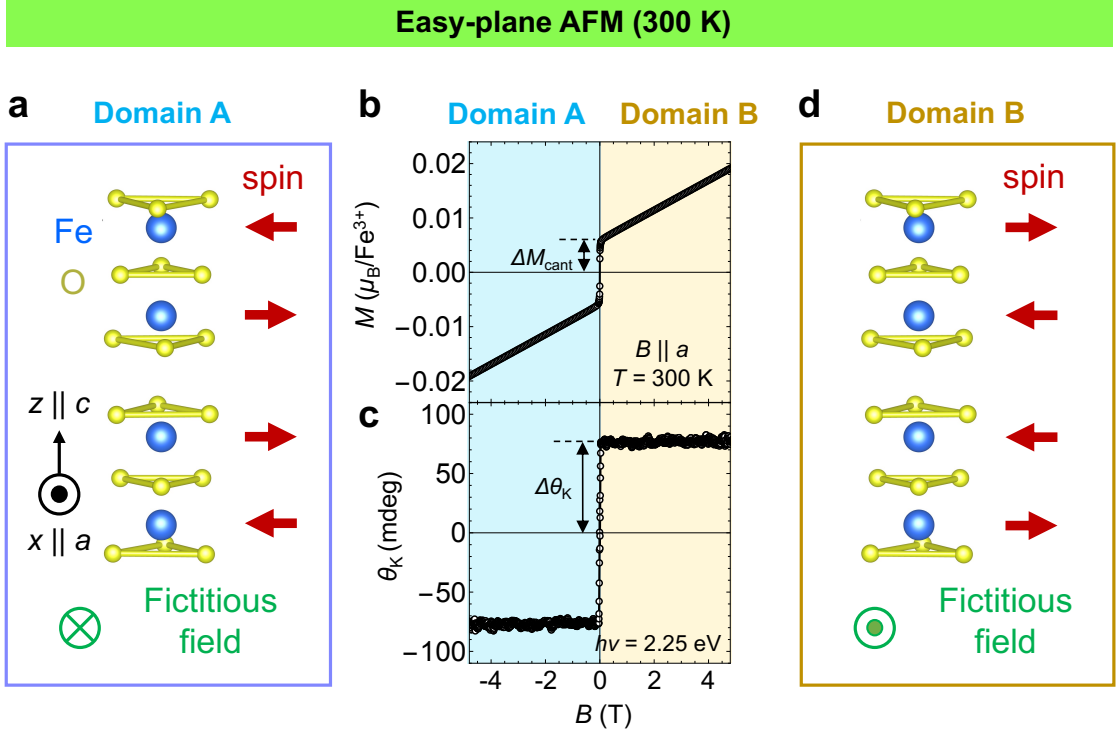 Easy-plane AFM (300 K)
a
Domain A
spin
Fe
O
z || c
x || a
Fictitious
field
b
Domain A
Domain B
M (μB/Fe³⁺)
0.02
0.01
0.00
−0.01
−0.02
ΔMcant
B || a
T = 300 K
c
θK (mdeg)
100
50
0
−50
−100
ΔθK
hν = 2.25 eV
-4
-2
0
2
4
B (T)
d
Domain B
spin
Fictitious
field